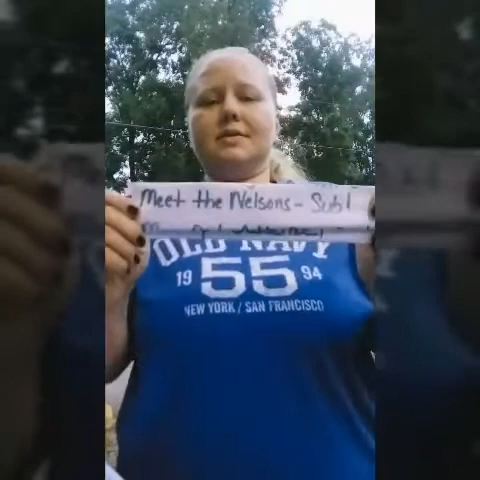 Meet the Nelsons - Sub!
OLD NAVY
19 55 94
NEW YORK / SAN FRANCISCO